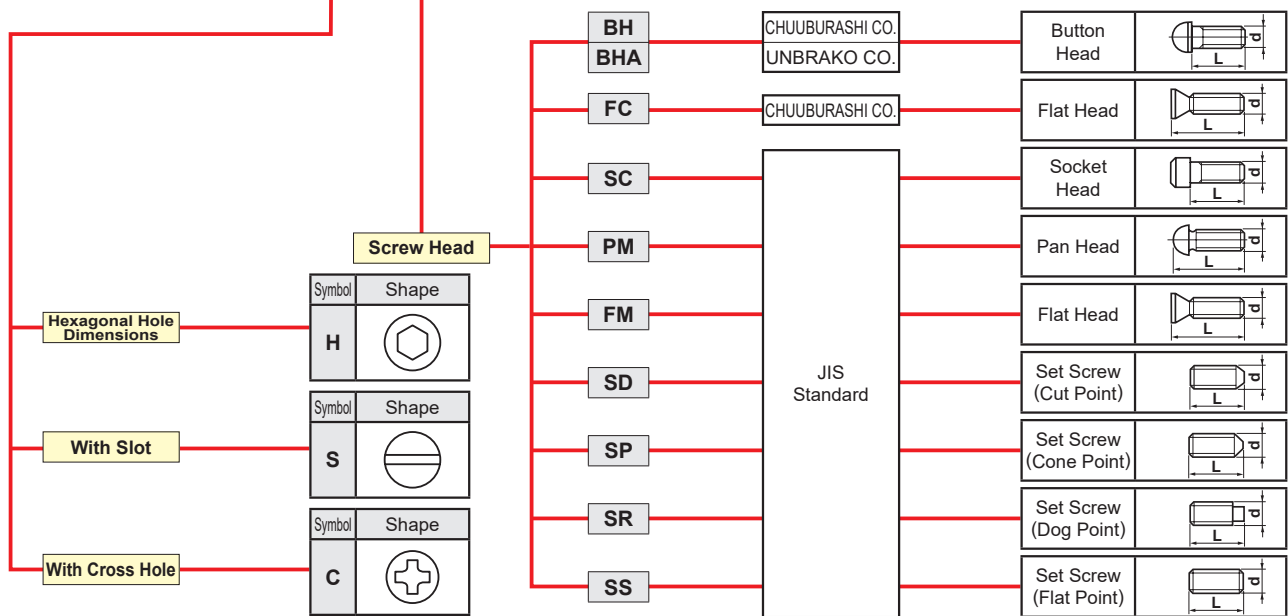 BH
CHUUBURASHI CO.
Button
Head
L
d
BHA
UNBRAKO CO.
FC
CHUUBURASHI CO.
Flat Head
L
d
SC
Socket
Head
L
d
Screw Head
PM
Pan Head
L
d
FM
Flat Head
L
d
JIS
Standard
SD
Set Screw
(Cut Point)
L
d
SP
Set Screw
(Cone Point)
L
d
SR
Set Screw
(Dog Point)
L
d
SS
Set Screw
(Flat Point)
L
d
Hexagonal Hole
Dimensions
Symbol Shape
H
With Slot
Symbol Shape
S
With Cross Hole
Symbol Shape
C